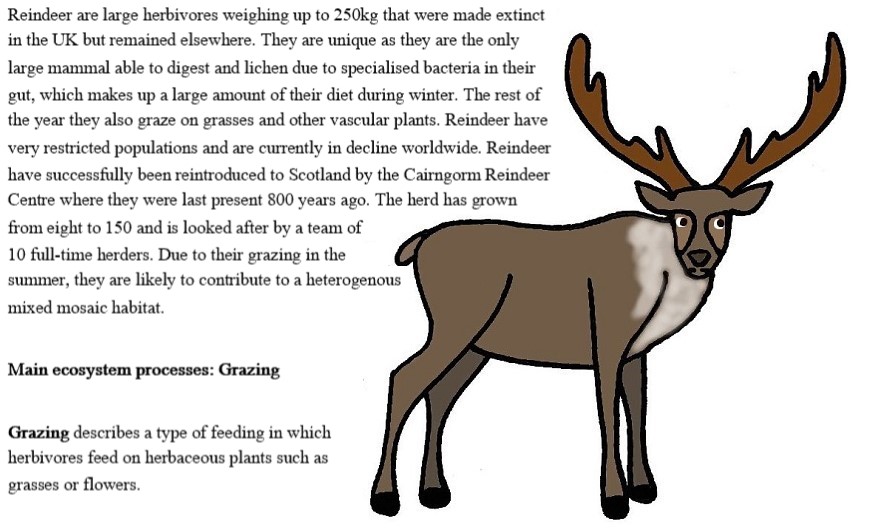 Reindeer are large herbivores weighing up to 250kg that were made extinct
in the UK but remained elsewhere. They are unique as they are the only
large mammal able to digest and lichen due to specialised bacteria in their
gut, which makes up a large amount of their diet during winter. The rest of
the year they also graze on grasses and other vascular plants. Reindeer have
very restricted populations and are currently in decline worldwide. Reindeer
have successfully been reintroduced to Scotland by the Cairngorm Reindeer
Centre where they were last present 800 years ago. The herd has grown
from eight to 150 and is looked after by a team of
10 full-time herders. Due to their grazing in the
summer, they are likely to contribute to a heterogenous
mixed mosaic habitat.
Main ecosystem processes: Grazing
Grazing describes a type of feeding in which
herbivores feed on herbaceous plants such as
grasses or flowers.